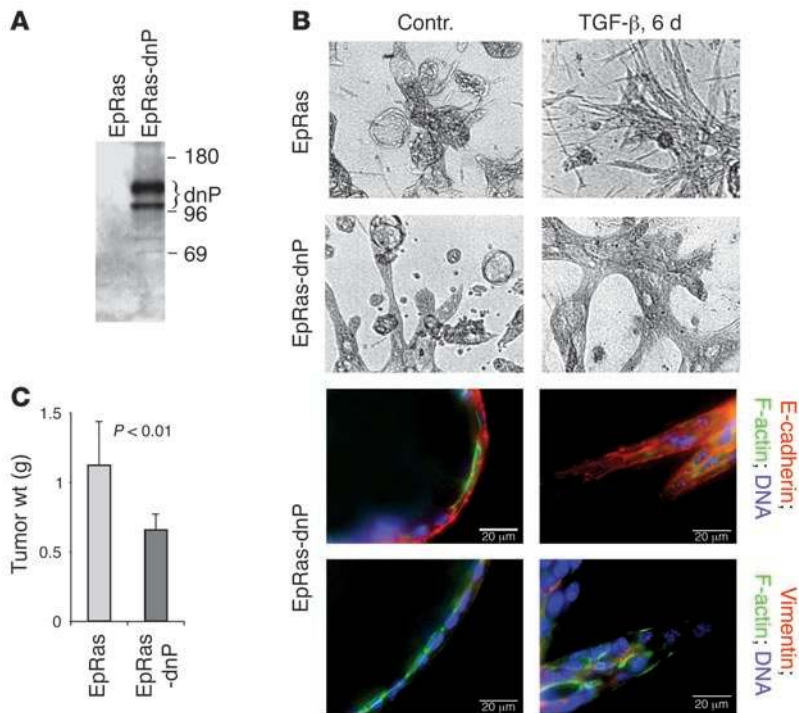 A
EpRas
EpRas-dnP
180
dnP
96
69
B
Contr.
TGF-β, 6 d
EpRas
EpRas-dnP
EpRas-dnP
E-cadherin;
F-actin; DNA
20 μm
20 μm
Vimentin;
F-actin; DNA
20 μm
20 μm
C
Tumor wt (g)
1.5
1
0.5
0
P < 0.01
EpRas
EpRas
-dnP